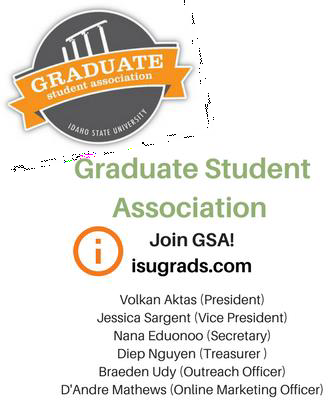 GRADUATE
student association
IDAHO STATE UNIVERSITY
Graduate Student
Association
i
Join GSA!
isugrads.com
Volkan Aktas (President)
Jessica Sargent (Vice President)
Nana Eduonoo (Secretary)
Diep Nguyen (Treasurer )
Braeden Udy (Outreach Officer)
D'Andre Mathews (Online Marketing Officer)